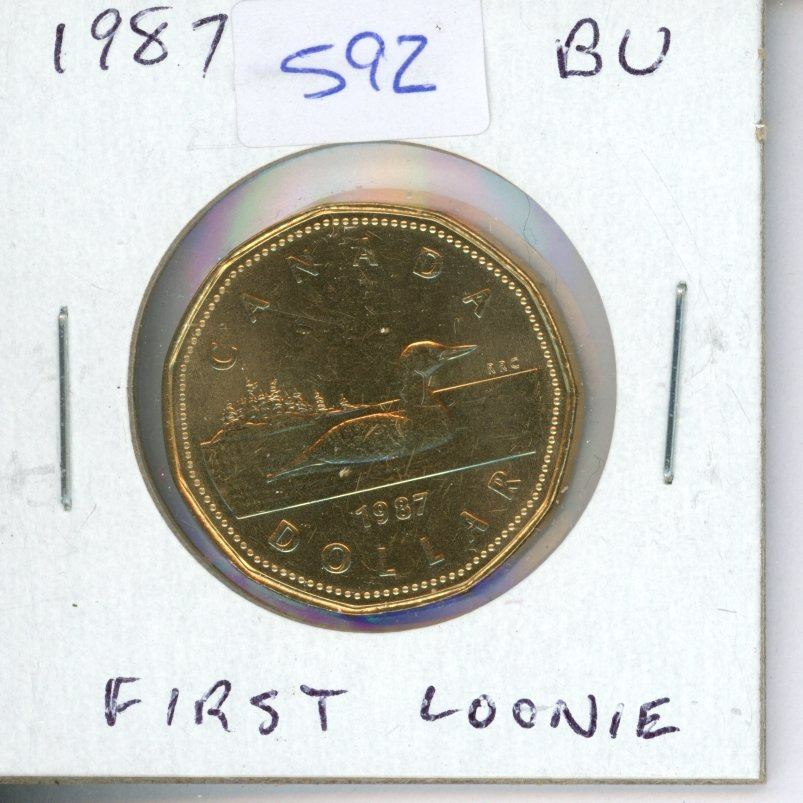 1987 592 BU
CANADA
RRC
1987
DOLLAR
FIRST LOONIE